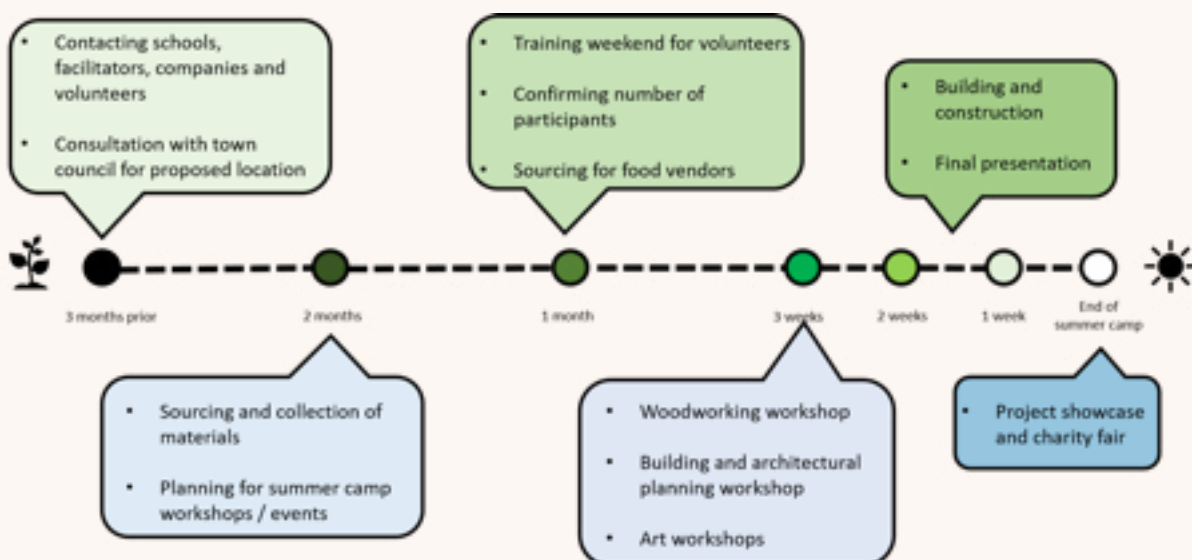 • Contacting schools,
facilitators, companies and
volunteers
• Consultation with town
council for proposed location
• Training weekend for volunteers
• Confirming number of
participants
• Sourcing for food vendors
• Building and
construction
• Final presentation
3 months prior
2 months
1 month
3 weeks
2 weeks
1 week
End of
summer camp
• Sourcing and collection of
materials
• Planning for summer camp
workshops / events
• Woodworking workshop
• Building and architectural
planning workshop
• Art workshops
• Project showcase
and charity fair